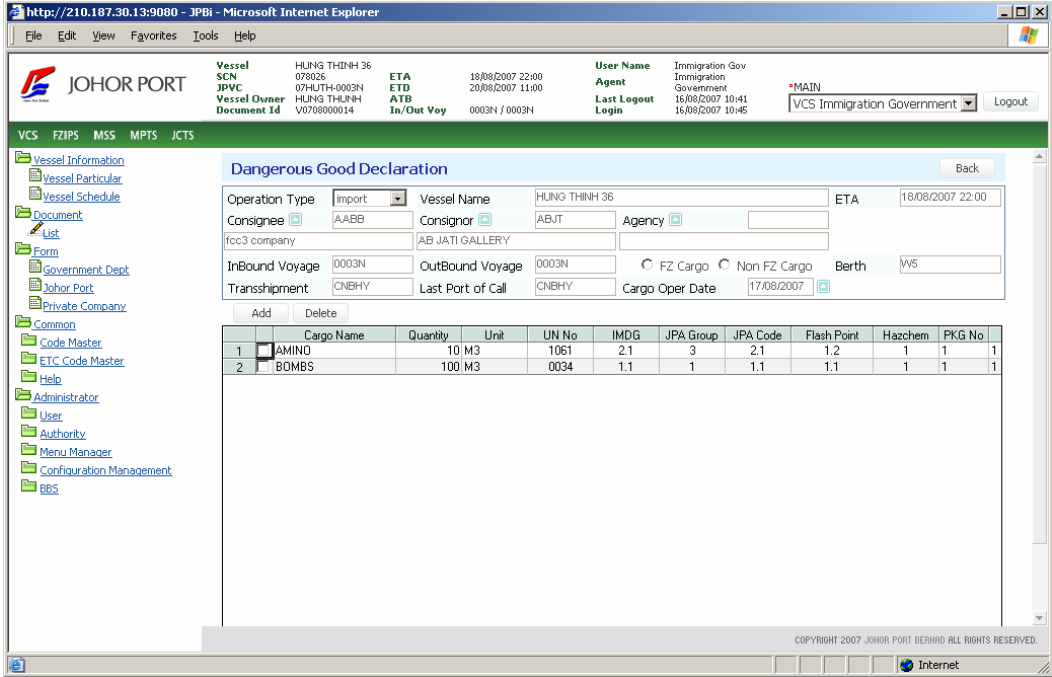 http://210.187.30.13:9080 - JPBi - Microsoft Internet Explorer
File Edit View Favorites Tools Help
JOHOR PORT
Vessel HUNG THINH 36
SCN 078026 ETA 18/08/2007 22:00
JPVC 07HUTH-0003N ETD 20/08/2007 11:00
Vessel Owner HUNG THUNH ATB
Document Id V0708000014 In/Out Voy 0003N / 0003N
User Name Immigration Gov
Agent Immigration Government
Last Logout 16/08/2007 10:41
Login 16/08/2007 10:45
*MAIN
VCS Immigration Government Logout
VCS FZIPS MSS MPTS JCTS
Vessel Information
Vessel Particular
Vessel Schedule
Document
List
Form
Government Dept
Johor Port
Private Company
Common
Code Master
ETC Code Master
Help
Administrator
User
Authority
Menu Manager
Configuration Management
BBS
Dangerous Good Declaration Back
Operation Type import Vessel Name HUNG THINH 36 ETA 18/08/2007 22:00
Consignee AABB Consignor ABJT Agency
fcc3 company AB JATI GALLERY
InBound Voyage 0003N OutBound Voyage 0003N FZ Cargo Non FZ Cargo Berth W5
Transshipment CNBHY Last Port of Call CNBHY Cargo Oper Date 17/08/2007
Add Delete
Cargo Name Quantity Unit UN No IMDG JPA Group JPA Code Flash Point Hazchem PKG No
1 AMINO 10 M3 1061 2.1 3 2.1 1.2 1 1 1
2 BOMBS 100 M3 0034 1.1 1 1.1 1.1 1 1 1
COPYRIGHT 2007 JOHOR PORT BERHAD ALL RIGHTS RESERVED.
Internet